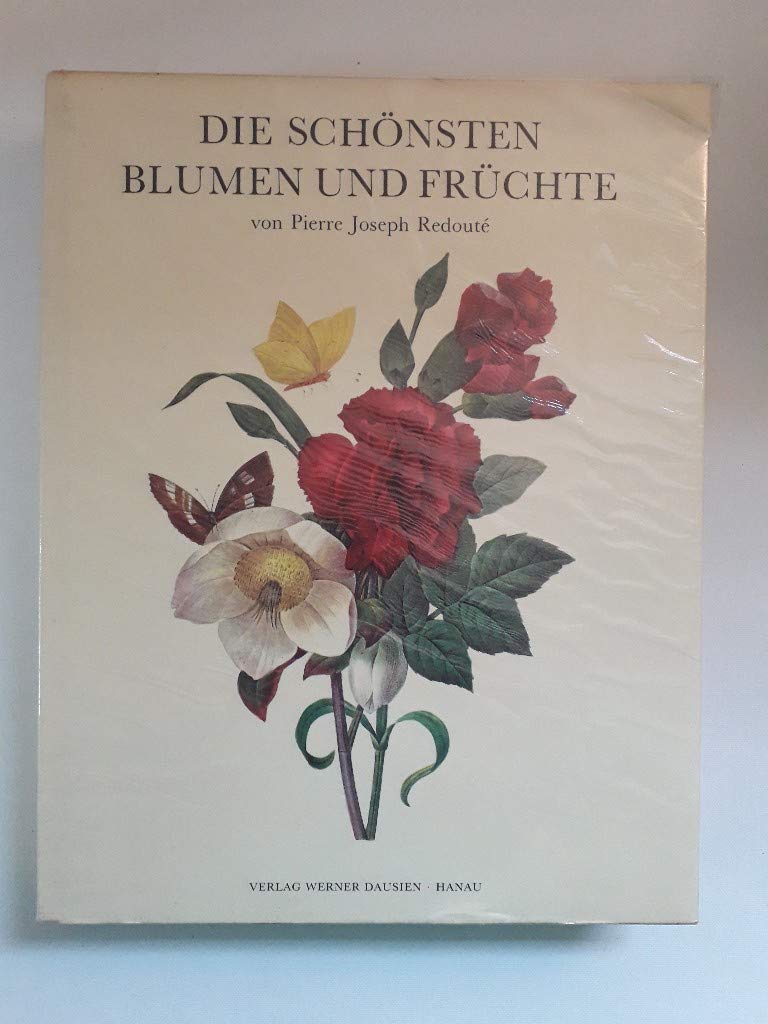 DIE SCHÖNSTEN
BLUMEN UND FRÜCHTE
von Pierre Joseph Redouté
VERLAG WERNER DAUSIEN · HANAU